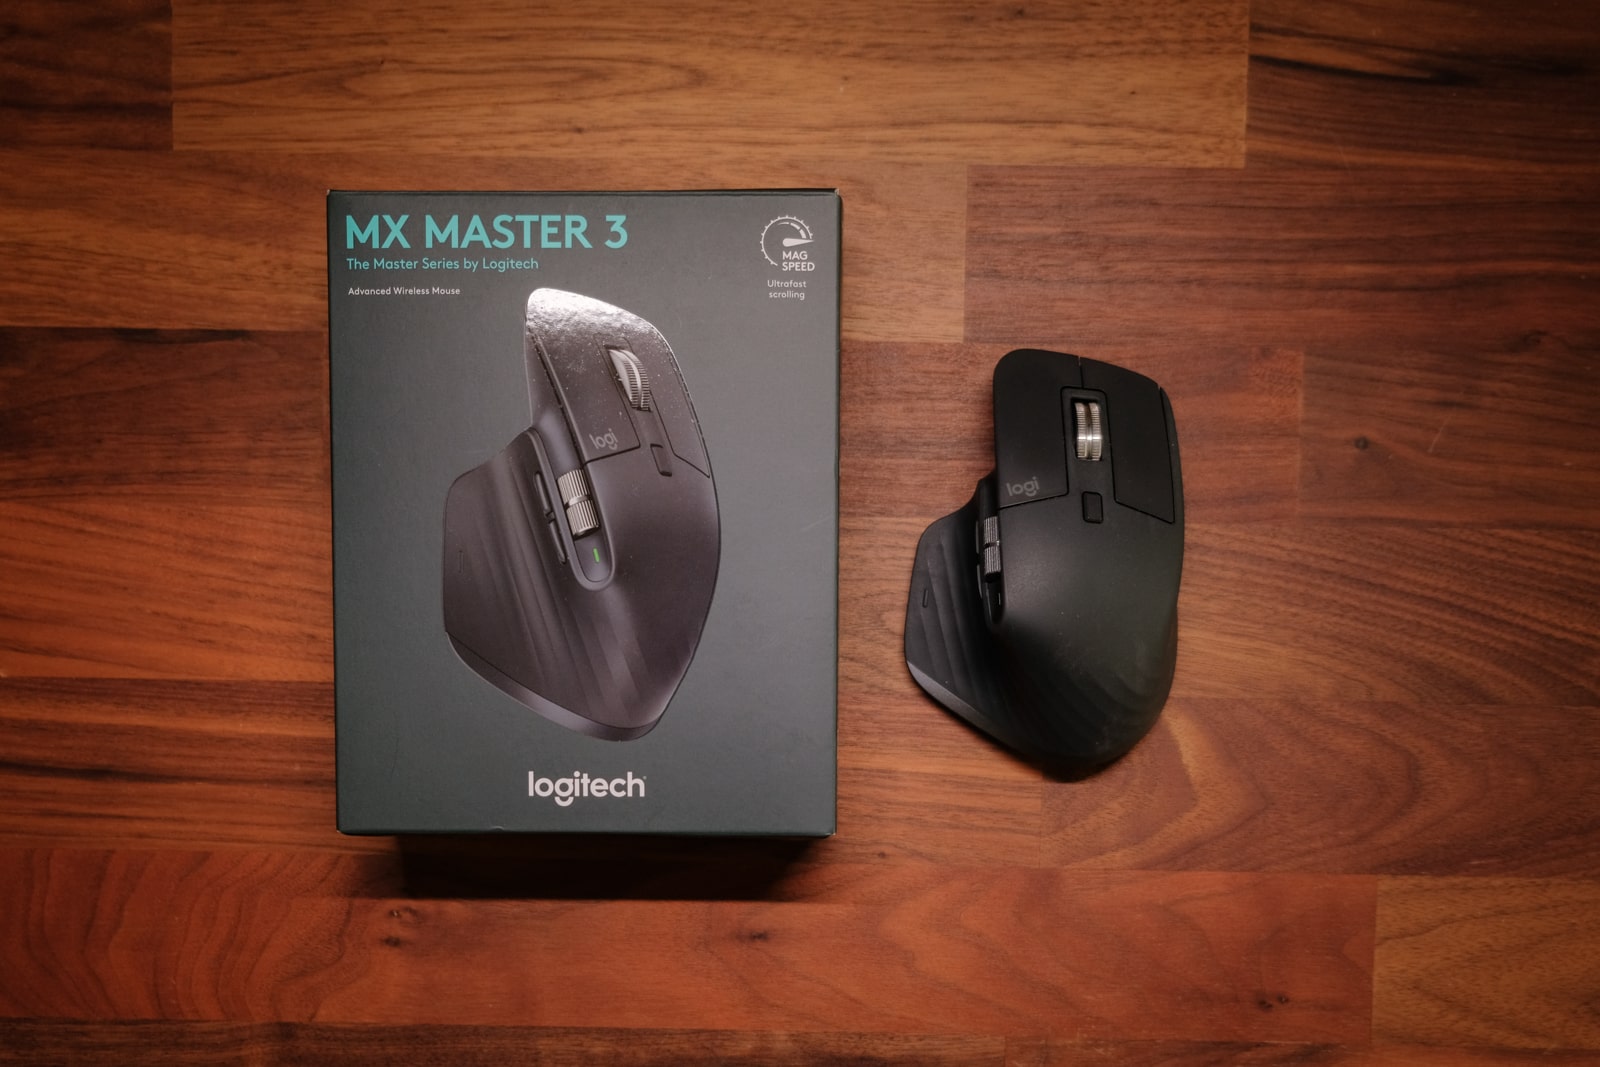 MX MASTER 3
The Master Series by Logitech
Advanced Wireless Mouse
MAG
SPEED
Ultrafast
scrolling
logi
logitech
logi